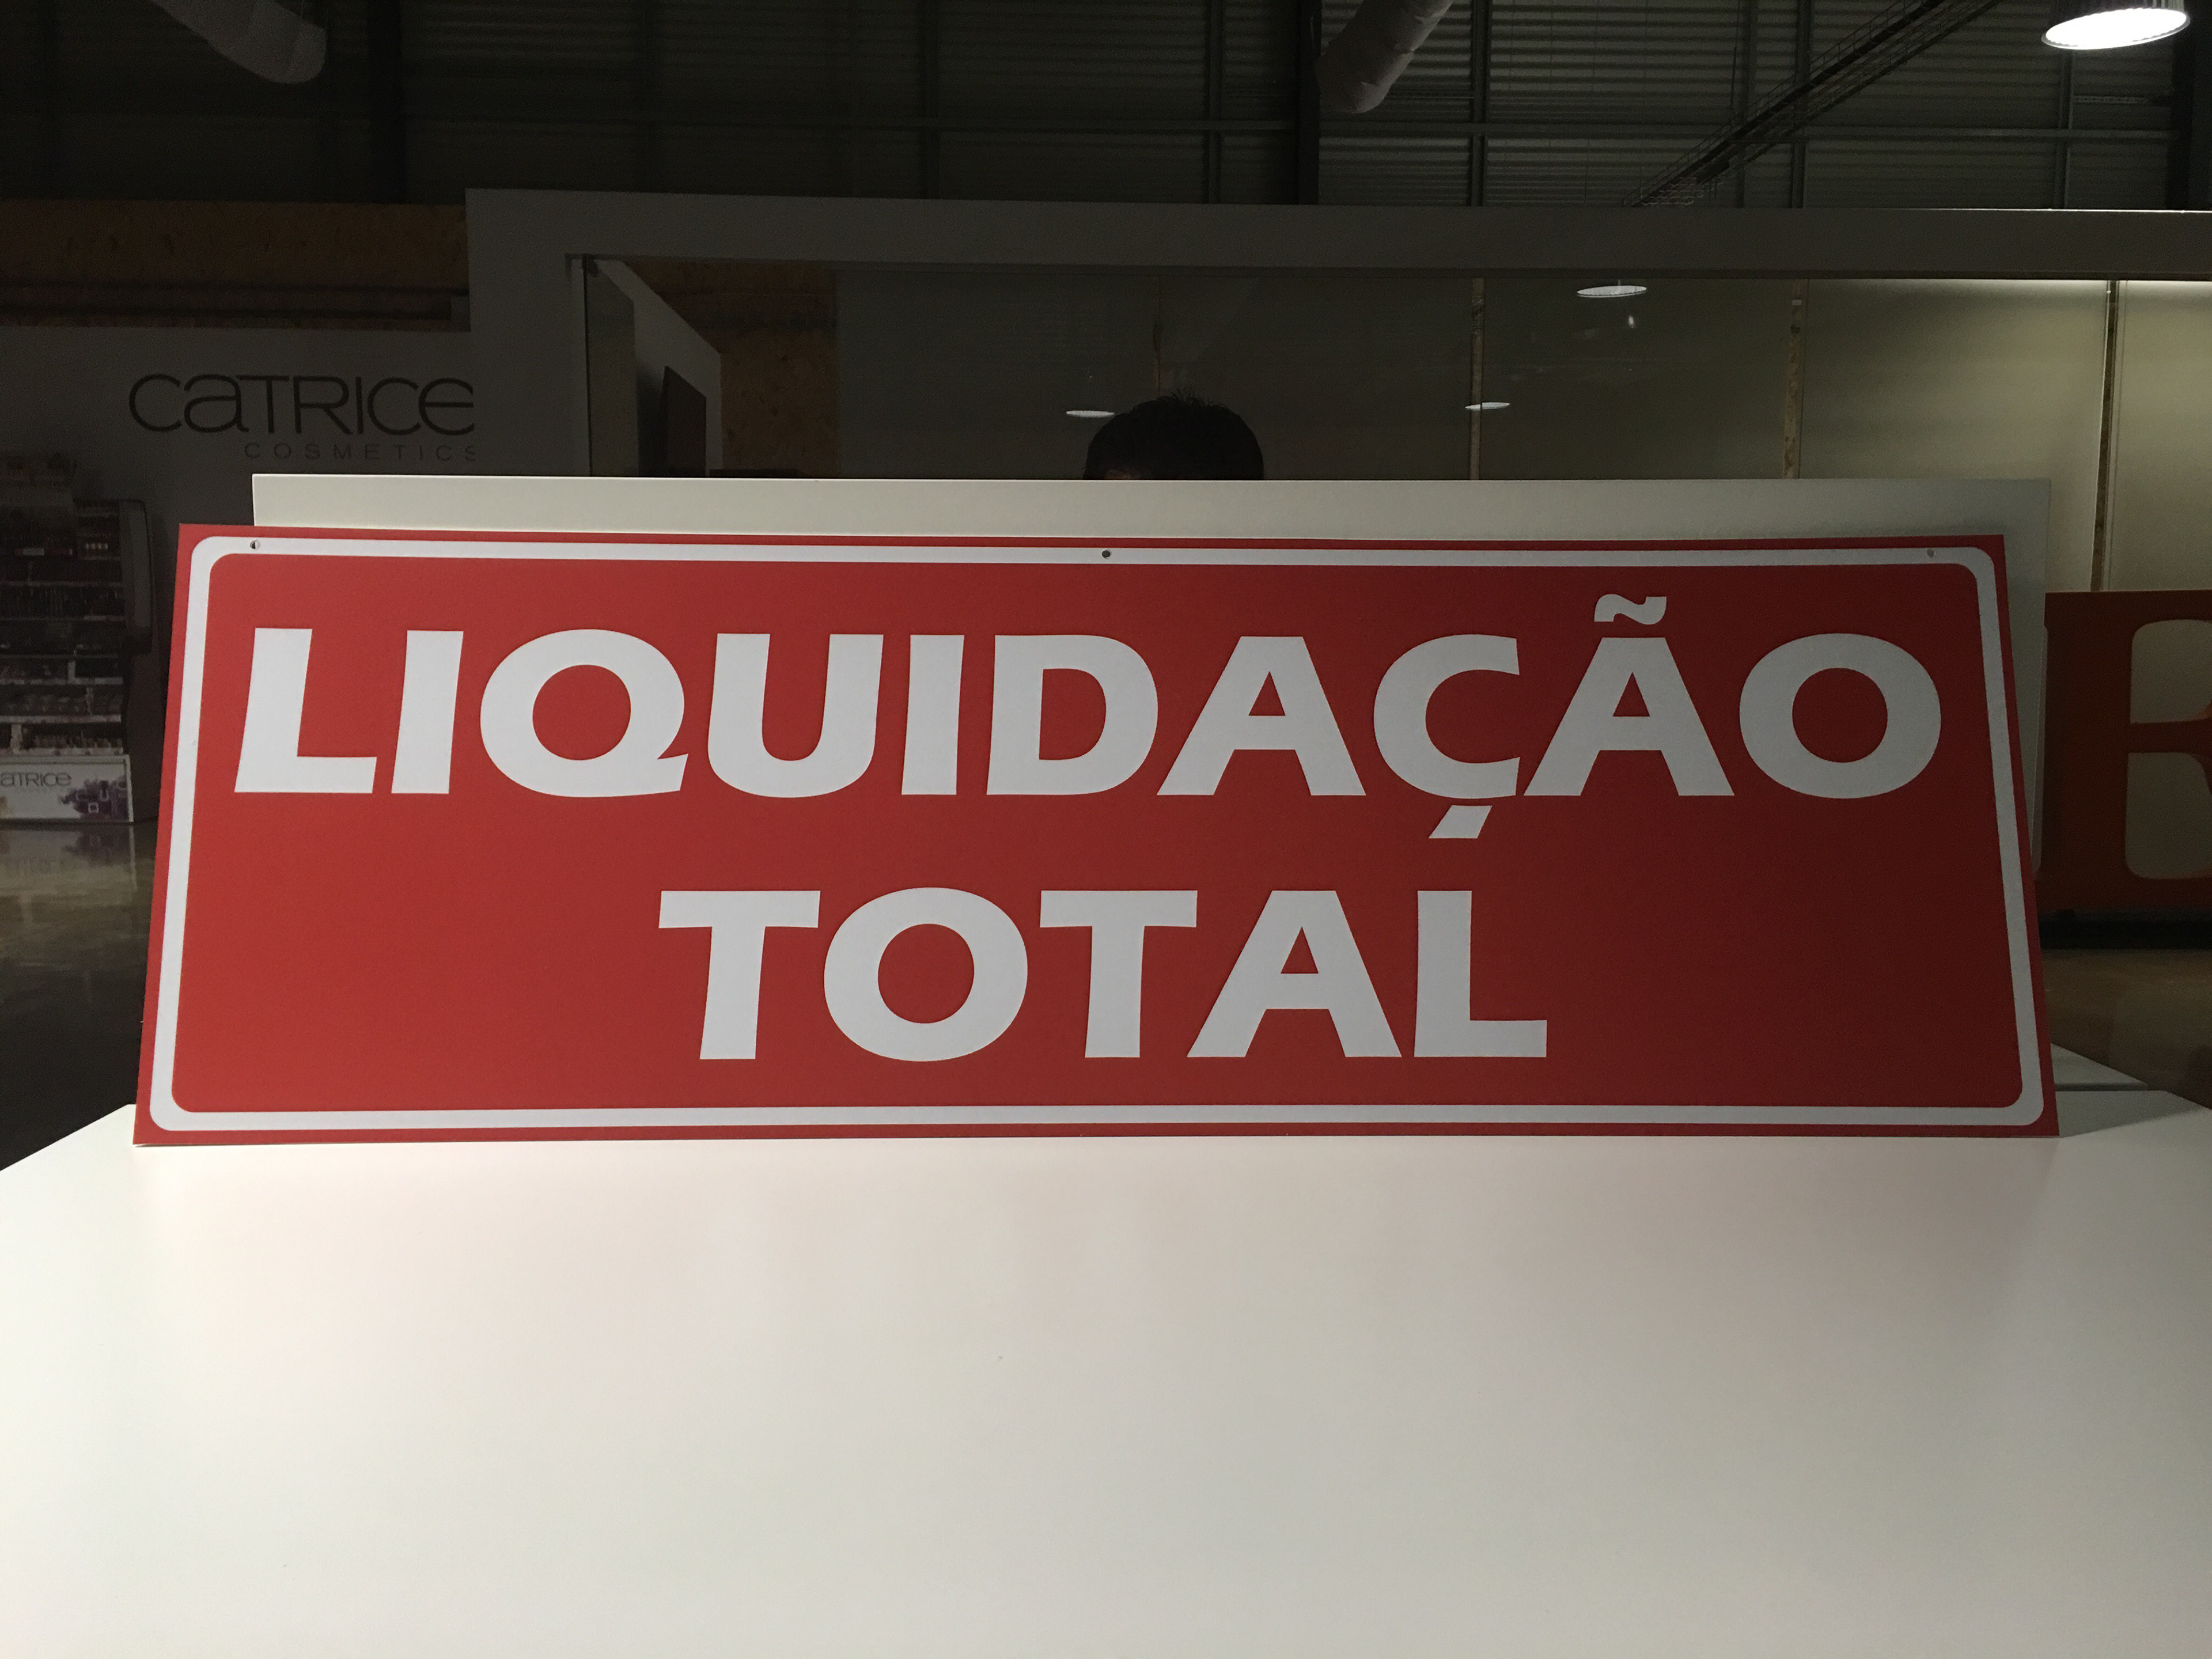 CATRICE
COSMETICS
LIQUIDAÇÃO
TOTAL
CATRICE